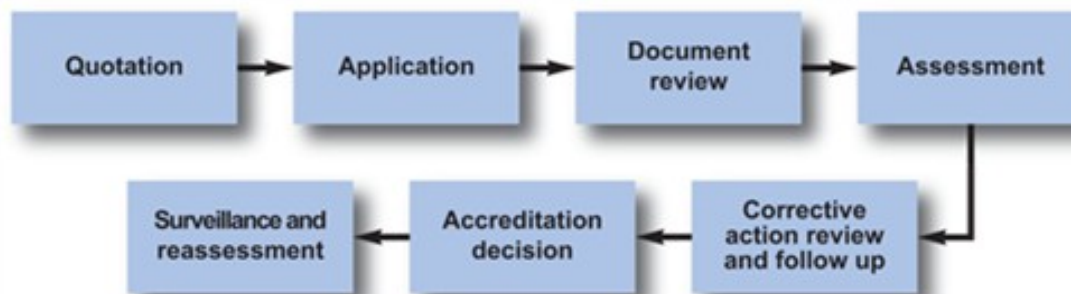 Quotation
Application
Document
review
Assessment
Corrective
action review
and follow up
Accreditation
decision
Surveillance and
reassessment